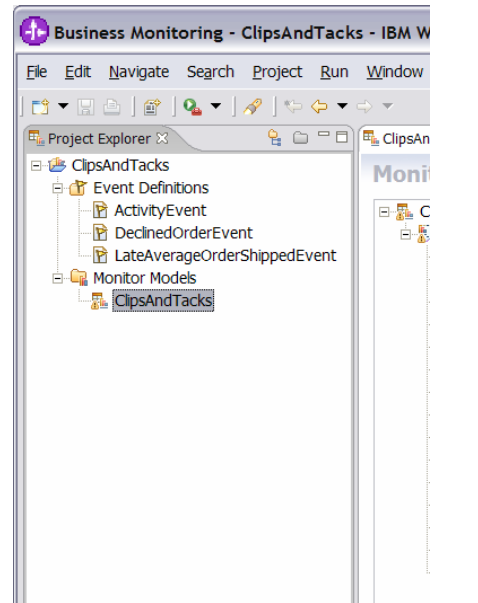 Business Monitoring - ClipsAndTacks - IBM W
File Edit Navigate Search Project Run Window
Project Explorer
ClipsAn
ClipsAndTacks
Moni
Event Definitions
ActivityEvent
C
DeclinedOrderEvent
LateAverageOrderShippedEvent
Monitor Models
ClipsAndTacks